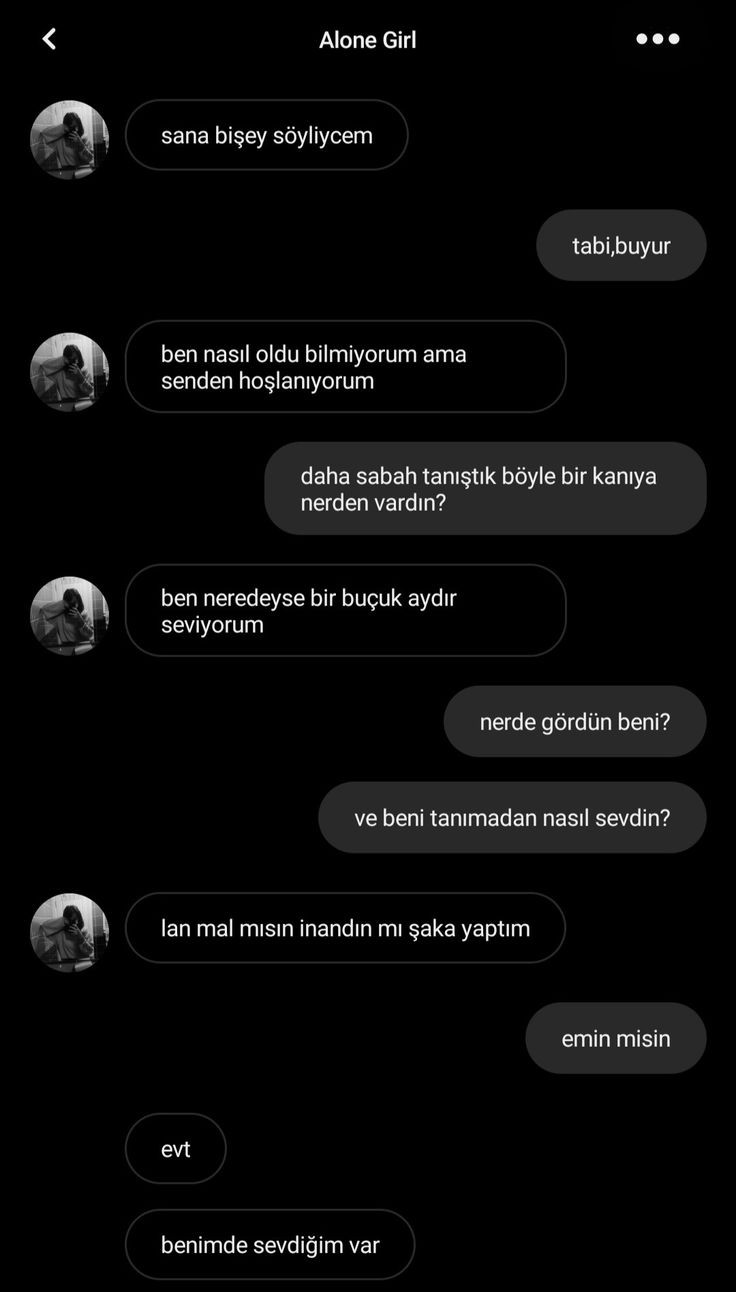 Alone Girl
sana bişey söyliycem
tabi,buyur
ben nasıl oldu bilmiyorum ama
senden hoşlanıyorum
daha sabah tanıştık böyle bir kanıya
nerden vardın?
ben neredeyse bir buçuk aydır
seviyorum
nerde gördün beni?
ve beni tanımadan nasıl sevdin?
lan mal mısın inandın mı şaka yaptım
emin misin
evt
benimde sevdiğim var